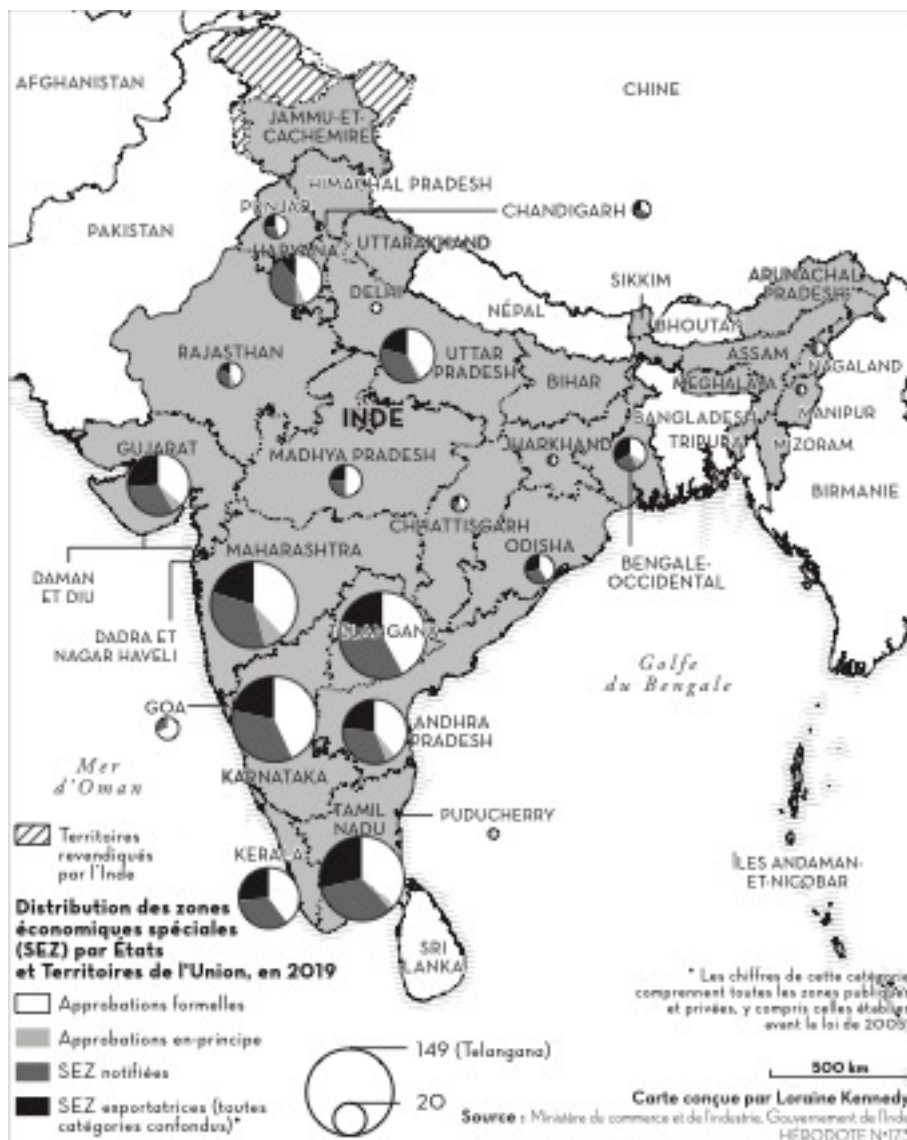 AFGHANISTAN
CHINE
JAMMU-ET-
CACHEMIRE
HIMACHAL PRADESH
PUNJAB
CHANDIGARH
PAKISTAN
HARYANA
UTTARAKHAND
DELHI
SIKKIM
ARUNACHAL
PRADESH
NÉPAL
BHOUTAN
RAJASTHAN
UTTAR
PRADESH
ASSAM
NAGALAND
BIHAR
MEGHALAYA
INDE
BANGLADESH
MANIPUR
GUJARAT
MADHYA PRADESH
JHARKHAND
TRIPURA
MIZORAM
BIRMANIE
CHHATTISGARH
MAHARASHTRA
ODISHA
BENGALE-
OCCIDENTAL
DAMAN
ET DIU
DADRA ET
NAGAR HAVELI
TELANGANA
Golfe
du Bengale
GOA
ANDHRA
PRADESH
Mer
d'Oman
KARNATAKA
TAMIL
NADU
PUDUCHERRY
KERALA
ÎLES ANDAMAN-
ET-NICOBAR
SRI
LANKA
Territoires
revendiqués
par l'Inde
Distribution des zones
économiques spéciales
(SEZ) par États
et Territoires de l'Union, en 2019
Approbations formelles
Approbations en-principe
SEZ notifiées
SEZ exportatrices (toutes
catégories confondus)*
149 (Telangana)
20
* Les chiffres de cette catégorie
comprennent toutes les zones publiques
et privées, y compris celles établies
avant la loi de 2005.
500 km
Carte conçue par Loraine Kennedy
Source : Ministère du commerce et de l'industrie, Gouvernement de l'Inde
HÉRODOTE